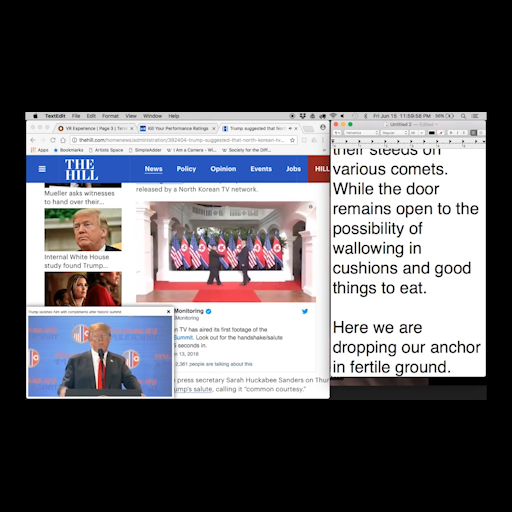 TextEdit File Edit Format View Window Help
Fri Jun 15 11:59:58 PM
VR Experience | Page 3 | Ten
Kill Your Performance Ratings
Trump suggested that Nort
thehill.com/homenews/administration/392404-trump-suggested-that-north-korean-
Apps Bookmarks Artists Space SimpleAdder I Am a Camera - W Society for the Diff
THE
HILL
News Policy Opinion Events Jobs HILL
Mueller asks witnesses
to hand over their...
Internal White House
study found Trump...
released by a North Korean TV network.
Monitoring
Monitoring
n TV has aired its first footage of the
Summit. Look out for the handshake/salute
seconds in.
n 13, 2018
people are talking about this
press secretary Sarah Huckabee Sanders on Thur
ump's salute, calling it "common courtesy."
Trump lavishes Kim with compliments after historic summit
Untitled 2
Helvetica Regular
their steeds on
various comets.
While the door
remains open to the
possibility of
wallowing in
cushions and good
things to eat.
Here we are
dropping our anchor
in fertile ground.